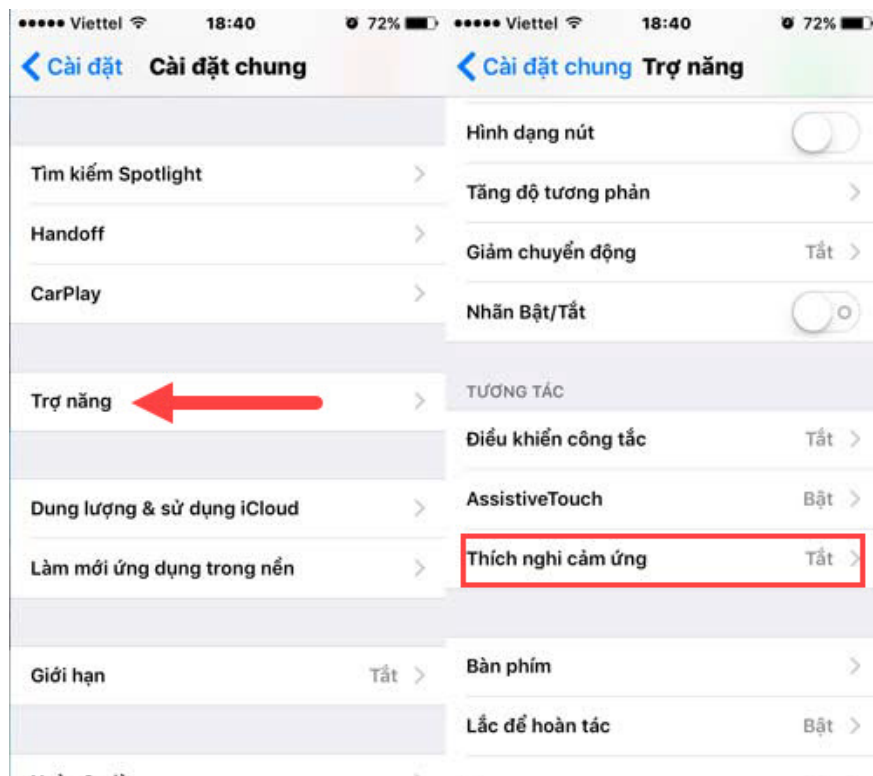 Viettel 18:40 72%
Cài đặt Cài đặt chung
Tìm kiếm Spotlight
Handoff
CarPlay
Trợ năng
Dung lượng & sử dụng iCloud
Làm mới ứng dụng trong nền
Giới hạn Tắt
Viettel 18:40 72%
Cài đặt chung Trợ năng
Hình dạng nút
Tăng độ tương phản
Giảm chuyển động Tắt
Nhãn Bật/Tắt
TƯƠNG TÁC
Điều khiển công tắc Tắt
AssistiveTouch Bật
Thích nghi cảm ứng Tắt
Bàn phím
Lắc để hoàn tác Bật